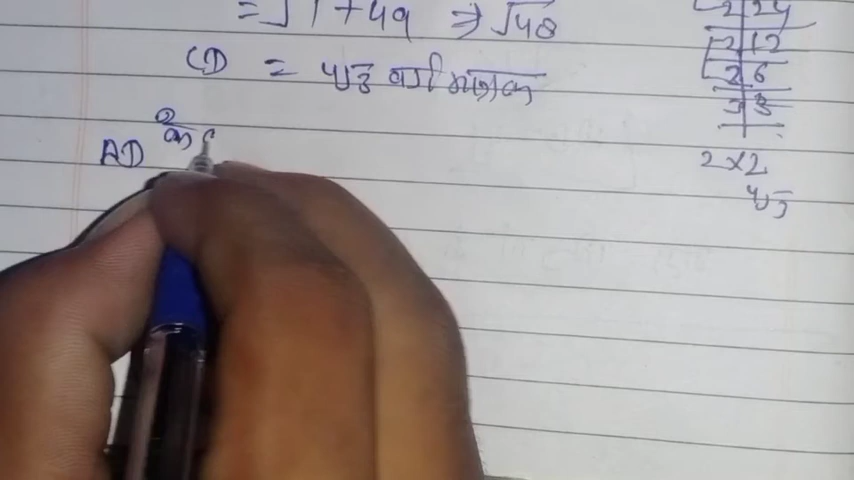 = √1+49 ⇒ √48
CD = 4√3 वर्ग मात्रक
AD का
2 24
2 12
2 6
3 3
2×2
4√3